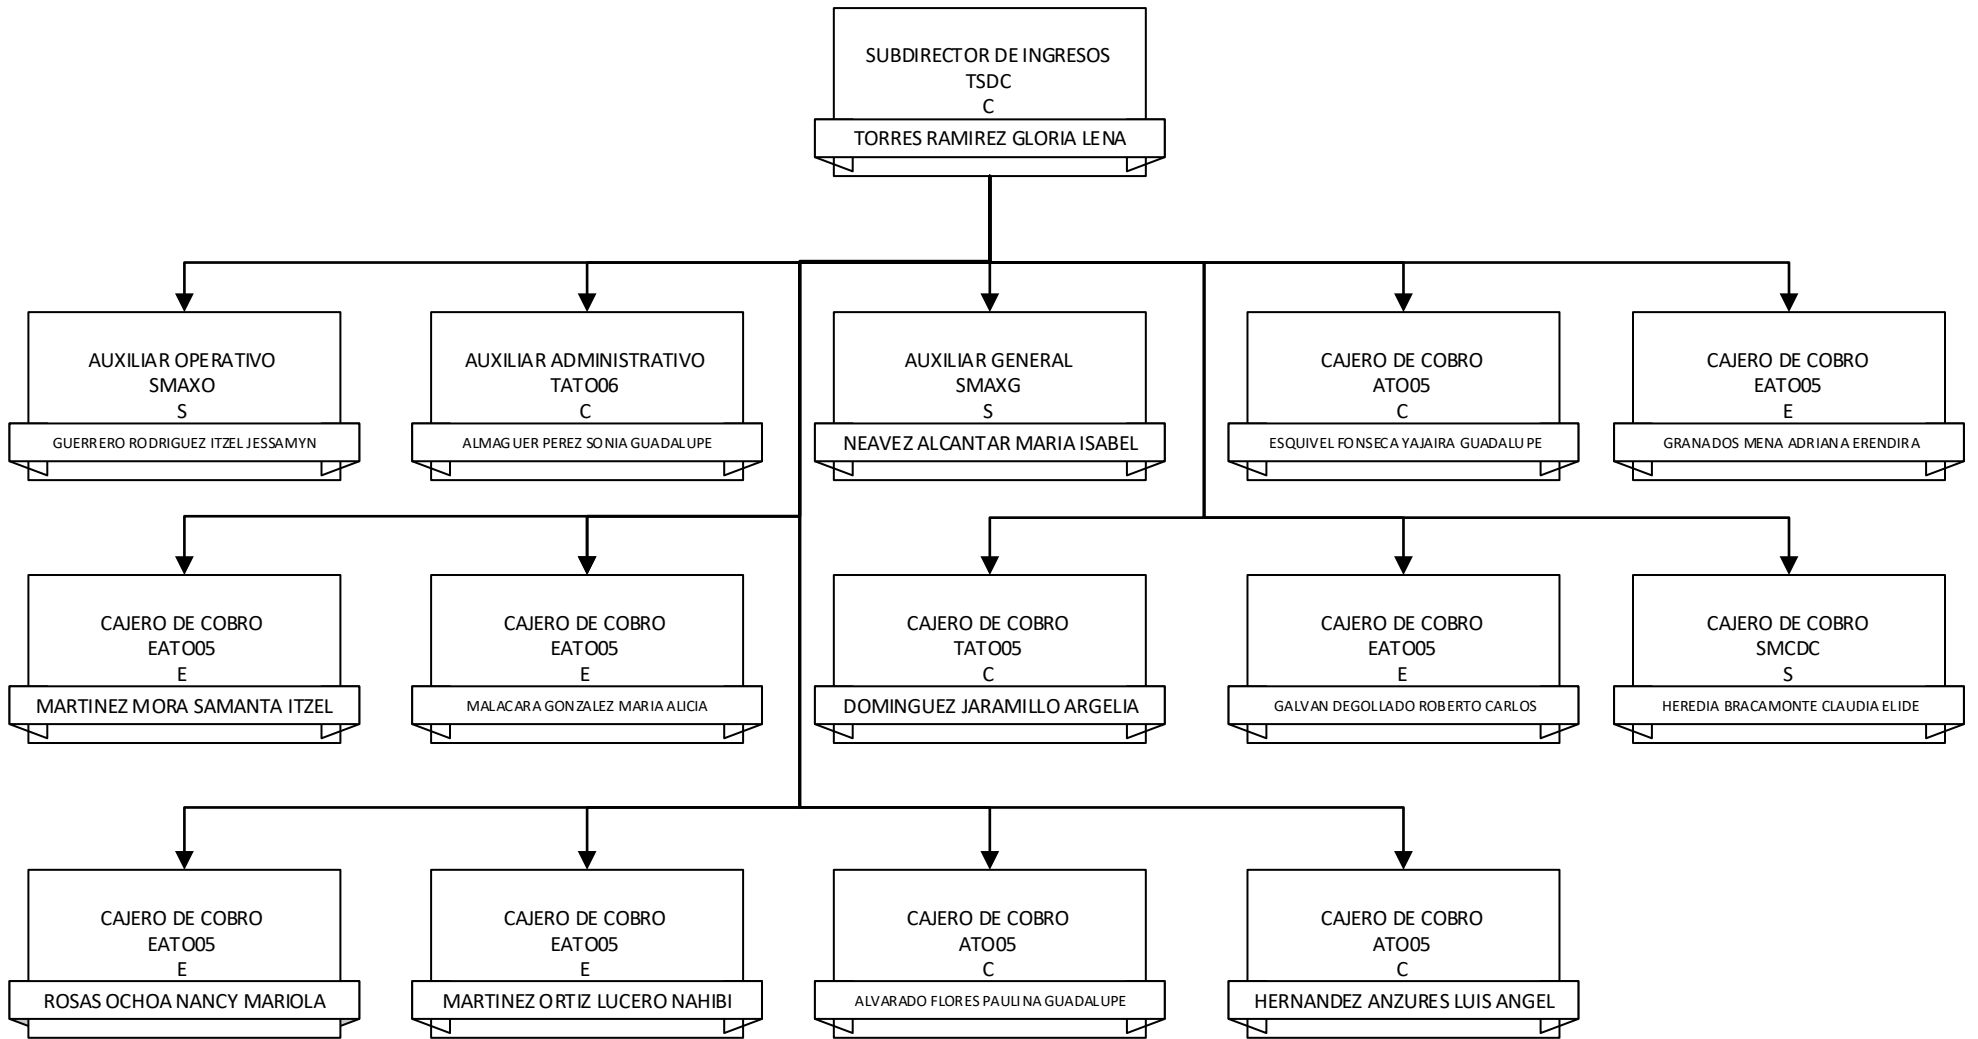 SUBDIRECTOR DE INGRESOS
TSDC
C
TORRES RAMIREZ GLORIA LENA
AUXILIAR OPERATIVO
SMAXO
S
GUERRERO RODRIGUEZ ITZEL JESSAMYN
AUXILIAR ADMINISTRATIVO
TATO06
C
ALMAGUER PEREZ SONIA GUADALUPE
AUXILIAR GENERAL
SMAXG
S
NEAVEZ ALCANTAR MARIA ISABEL
CAJERO DE COBRO
ATO05
C
ESQUIVEL FONSECA YAJAIRA GUADALUPE
CAJERO DE COBRO
EATO05
E
GRANADOS MENA ADRIANA ERENDIRA
CAJERO DE COBRO
EATO05
E
MARTINEZ MORA SAMANTA ITZEL
CAJERO DE COBRO
EATO05
E
MALACARA GONZALEZ MARIA ALICIA
CAJERO DE COBRO
TATO05
C
DOMINGUEZ JARAMILLO ARGELIA
CAJERO DE COBRO
EATO05
E
GALVAN DEGOLLADO ROBERTO CARLOS
CAJERO DE COBRO
SMCDC
S
HEREDIA BRACAMONTE CLAUDIA ELIDE
CAJERO DE COBRO
EATO05
E
ROSAS OCHOA NANCY MARIOLA
CAJERO DE COBRO
EATO05
E
MARTINEZ ORTIZ LUCERO NAHIBI
CAJERO DE COBRO
ATO05
C
ALVARADO FLORES PAULINA GUADALUPE
CAJERO DE COBRO
ATO05
C
HERNANDEZ ANZURES LUIS ANGEL